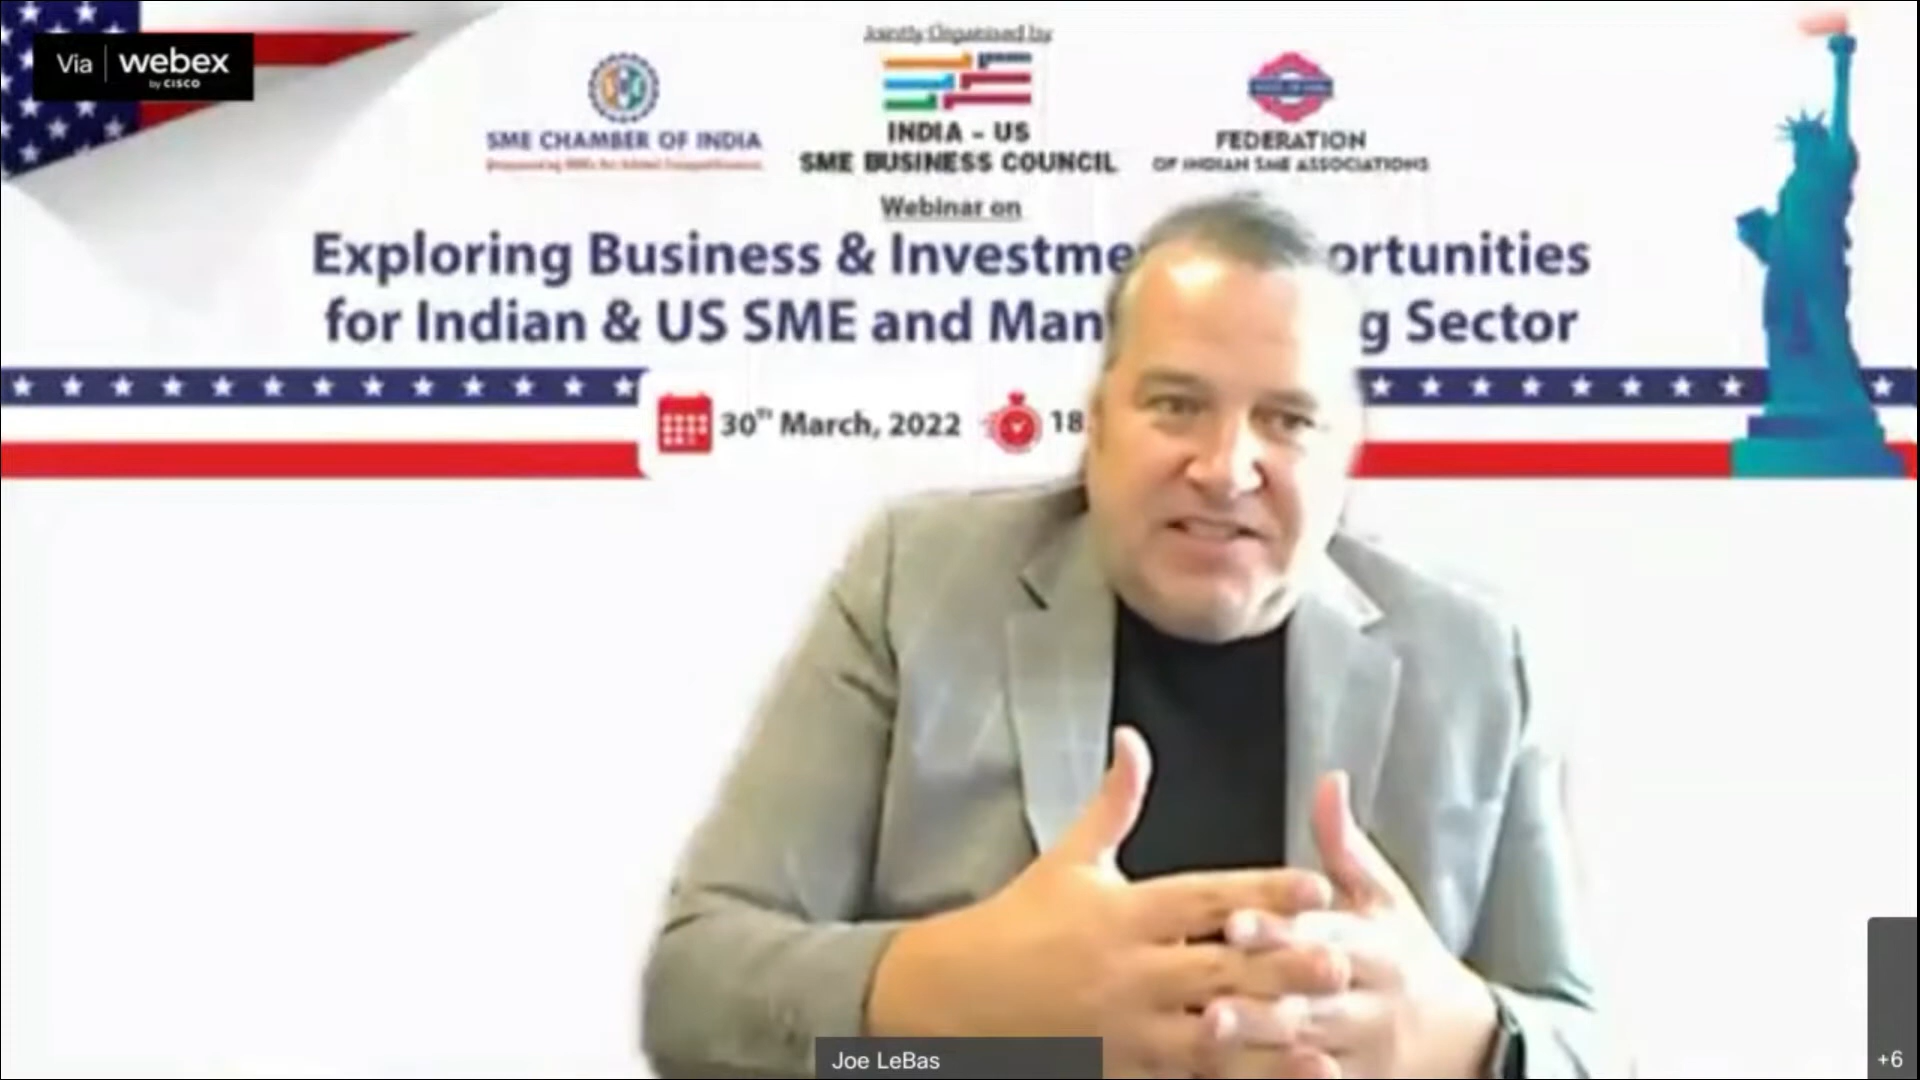 Via webex
by CISCO
Jointly Organised by
SME CHAMBER OF INDIA
INDIA - US
SME BUSINESS COUNCIL
FEDERATION
OF INDIAN SME ASSOCIATIONS
Webinar on
Exploring Business & Investme ortunities
for Indian & US SME and Man g Sector
30th March, 2022 18
Joe LeBas
+6